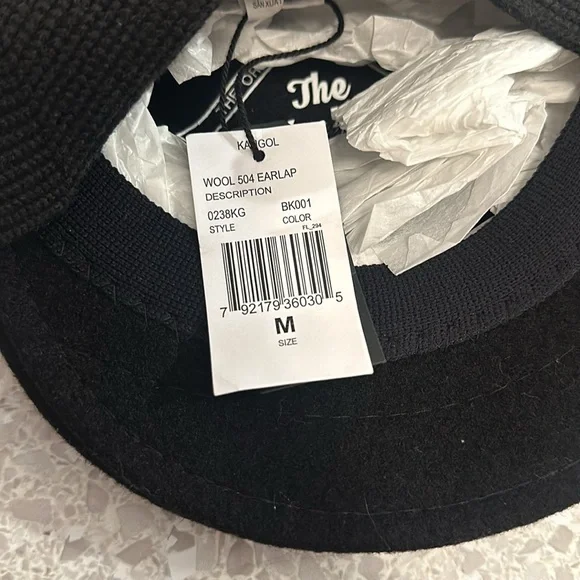 The
KANGOL
WOOL 504 EARLAP
DESCRIPTION
0238KG BK001
STYLE COLOR
FL_294
7 92179 36030 5
M
SIZE